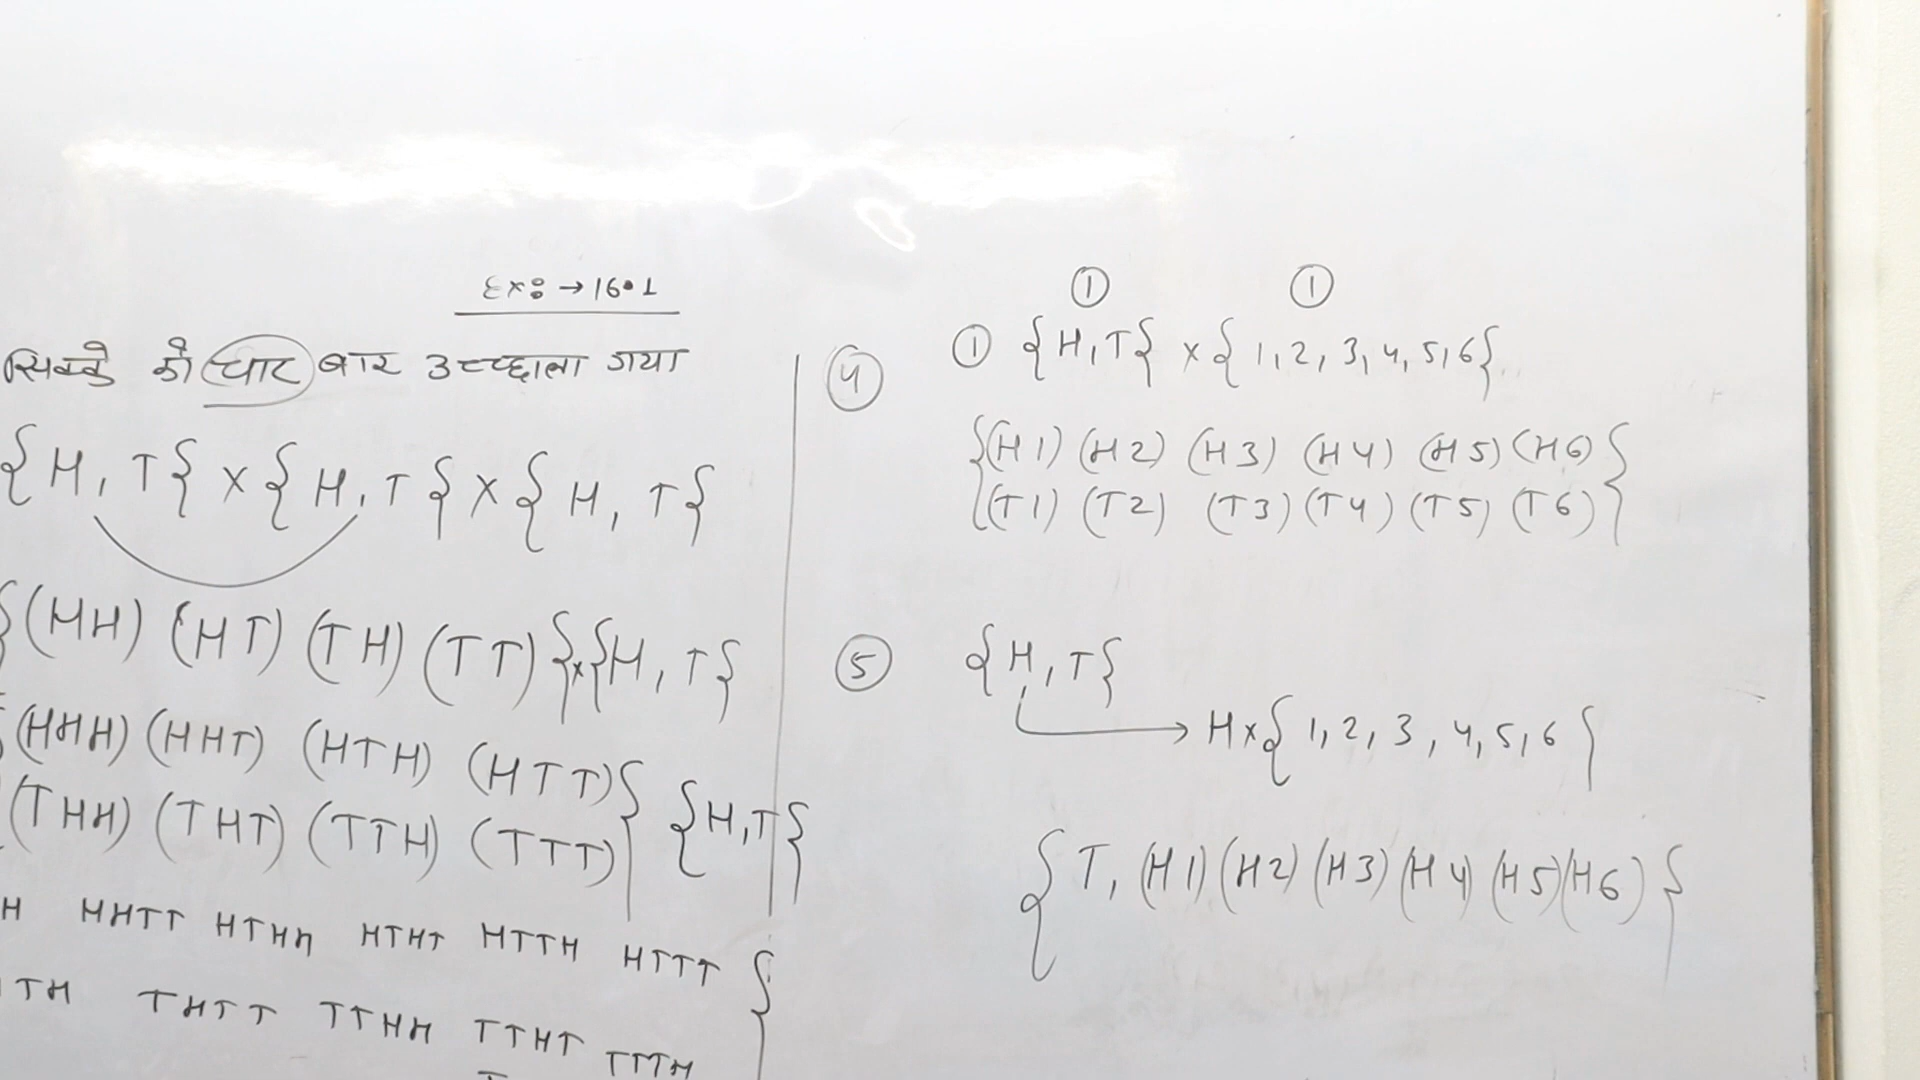 Ex: → 16.1
सिक्के को चार बार उच्छाला गया
{H, T} × {H, T} × {H, T}
{(HH) (HT) (TH) (TT)} × {H, T}
{(HHH) (HHT) (HTH) (HTT)
(THH) (THT) (TTH) (TTT)} {H,T}
H HHTT HTHH HTHT HTTH HTTT }
TH THTT TTHH TTHT TTTH
④ ① ①
① {H,T} × {1,2,3,4,5,6}
{(H1) (H2) (H3) (H4) (H5) (H6)
(T1) (T2) (T3) (T4) (T5) (T6)}
⑤ {H,T}
→ H×{1,2,3,4,5,6}
{T, (H1) (H2) (H3) (H4) (H5) (H6)}